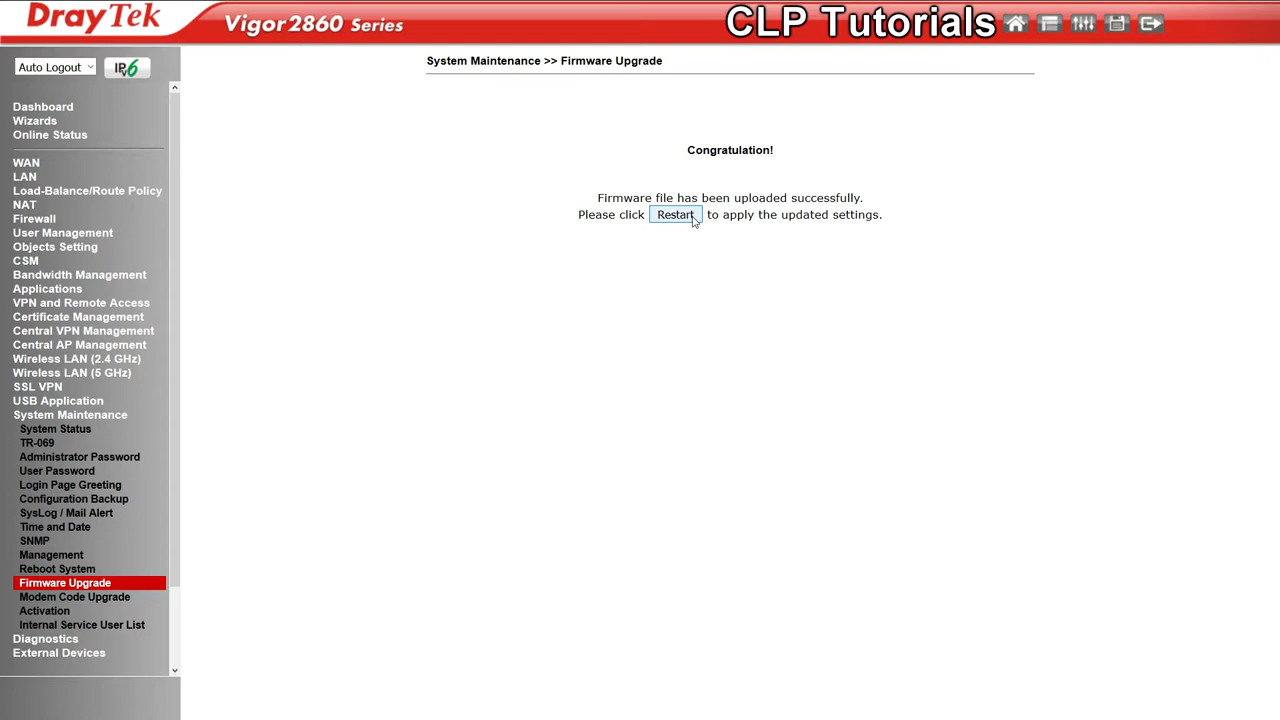 DrayTek
Vigor2860 Series
CLP Tutorials
Auto Logout
IPv6
Dashboard
Wizards
Online Status
WAN
LAN
Load-Balance/Route Policy
NAT
Firewall
User Management
Objects Setting
CSM
Bandwidth Management
Applications
VPN and Remote Access
Certificate Management
Central VPN Management
Central AP Management
Wireless LAN (2.4 GHz)
Wireless LAN (5 GHz)
SSL VPN
USB Application
System Maintenance
System Status
TR-069
Administrator Password
User Password
Login Page Greeting
Configuration Backup
SysLog / Mail Alert
Time and Date
SNMP
Management
Reboot System
Firmware Upgrade
Modem Code Upgrade
Activation
Internal Service User List
Diagnostics
External Devices
System Maintenance >> Firmware Upgrade
Congratulation!
Firmware file has been uploaded successfully.
Please click Restart to apply the updated settings.